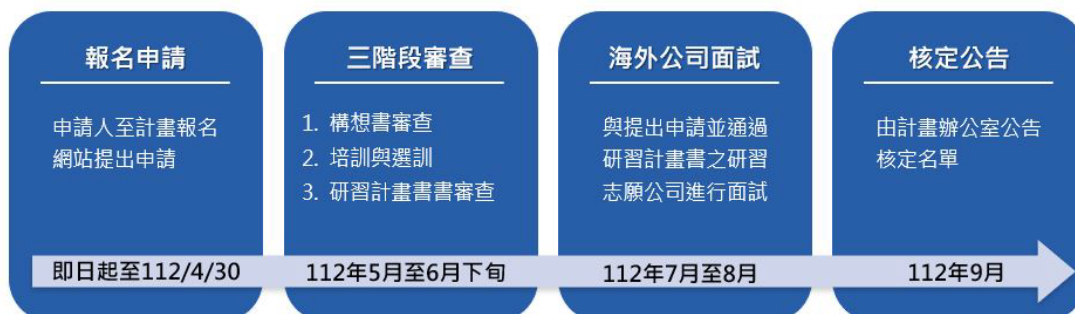 報名申請
申請人至計畫報名
網站提出申請
即日起至112/4/30
三階段審查
1. 構想書審查
2. 培訓與選訓
3. 研習計畫書書審查
112年5月至6月下旬
海外公司面試
與提出申請並通過
研習計畫書之研習
志願公司進行面試
112年7月至8月
核定公告
由計畫辦公室公告
核定名單
112年9月